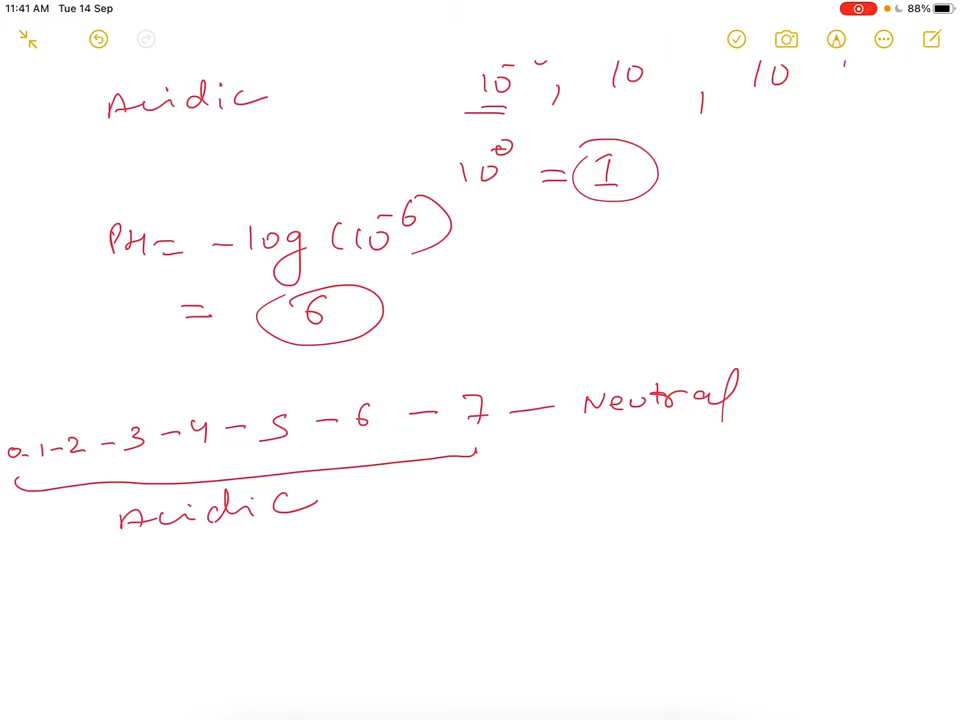 11:41 AM Tue 14 Sep 88%
Acidic 10 , 10 , 10
10⁰ = 1
PH = -log (10⁻⁶)
= 6
0-1-2-3-4-5-6-7 — Neutral
Acidic